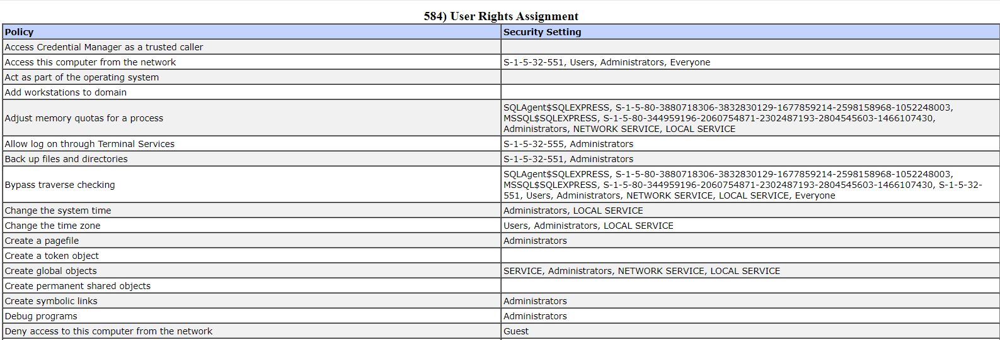 584) User Rights Assignment
Policy Security Setting
Access Credential Manager as a trusted caller
Access this computer from the network S-1-5-32-551, Users, Administrators, Everyone
Act as part of the operating system
Add workstations to domain
Adjust memory quotas for a process
SQLAgent$SQLEXPRESS, S-1-5-80-3880718306-3832830129-1677859214-2598158968-1052248003,
MSSQL$SQLEXPRESS, S-1-5-80-344959196-2060754871-2302487193-2804545603-1466107430,
Administrators, NETWORK SERVICE, LOCAL SERVICE
Allow log on through Terminal Services S-1-5-32-555, Administrators
Back up files and directories S-1-5-32-551, Administrators
Bypass traverse checking
SQLAgent$SQLEXPRESS, S-1-5-80-3880718306-3832830129-1677859214-2598158968-1052248003,
MSSQL$SQLEXPRESS, S-1-5-80-344959196-2060754871-2302487193-2804545603-1466107430, S-1-5-32-
551, Users, Administrators, NETWORK SERVICE, LOCAL SERVICE, Everyone
Change the system time Administrators, LOCAL SERVICE
Change the time zone Users, Administrators, LOCAL SERVICE
Create a pagefile Administrators
Create a token object
Create global objects SERVICE, Administrators, NETWORK SERVICE, LOCAL SERVICE
Create permanent shared objects
Create symbolic links Administrators
Debug programs Administrators
Deny access to this computer from the network Guest